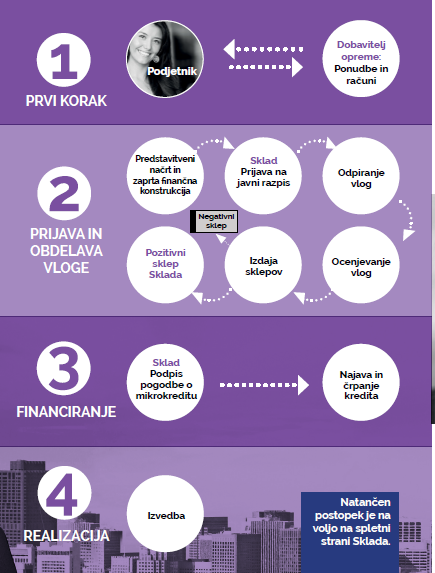 1
PRVI KORAK
Podjetnik
Dobavitelj
opreme:
Ponudbe in
računi
2
PRIJAVA IN
OBDELAVA
VLOGE
Predstavitveni
načrt in
zaprta finančna
konstrukcija
Sklad
Prijava na
javni razpis
Odpiranje
vlog
Negativni
sklep
Pozitivni
sklep
Sklada
Izdaja
sklepov
Ocenjevanje
vlog
3
FINANCIRANJE
Sklad
Podpis
pogodbe o
mikrokreditu
Najava in
črpanje
kredita
4
REALIZACIJA
Izvedba
Natančen
postopek je na
voljo na spletni
strani Sklada.